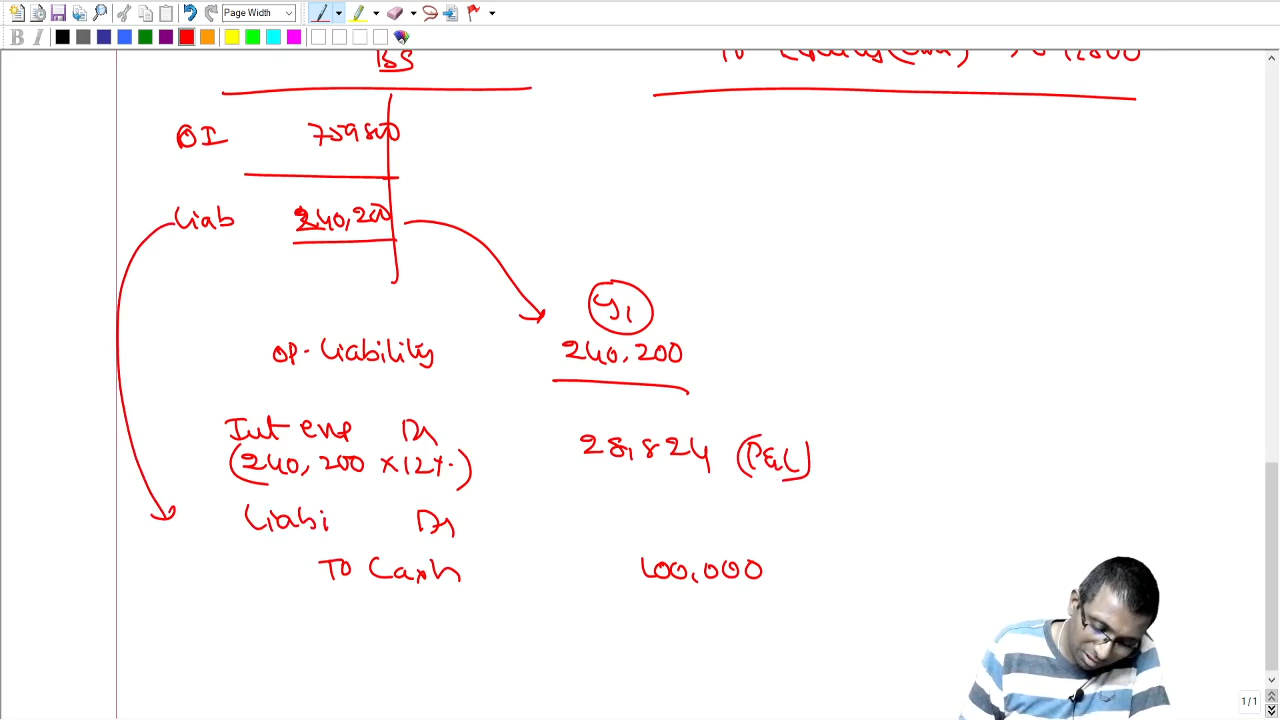 Page Width
BS
OI 759800
Liab 240,200
Y1
OP. Liability 240,200
Int exp Dr
28,824 (P&L)
(240,200 x 12%)
Liabi Dr
To Cash 100,000
1/1